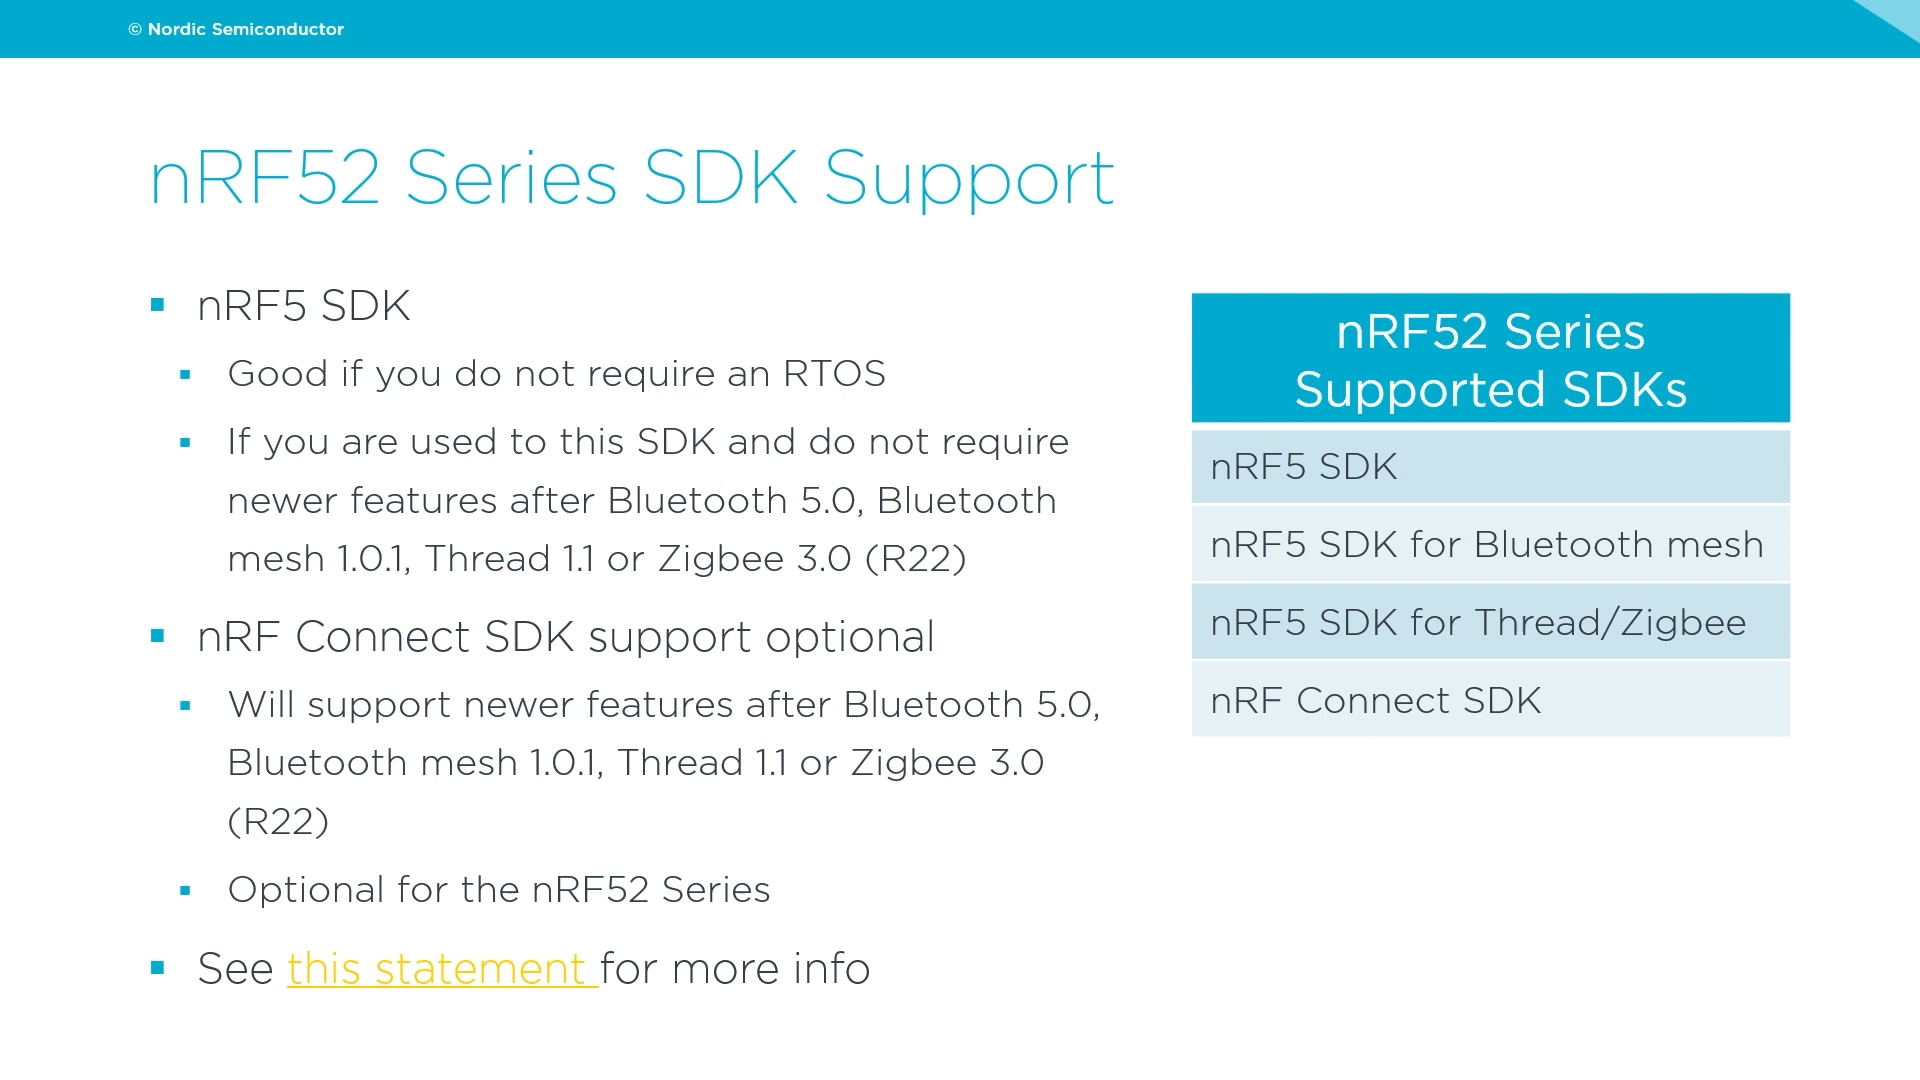 © Nordic Semiconductor
nRF52 Series SDK Support
▪ nRF5 SDK
▪ Good if you do not require an RTOS
▪ If you are used to this SDK and do not require
newer features after Bluetooth 5.0, Bluetooth
mesh 1.0.1, Thread 1.1 or Zigbee 3.0 (R22)
▪ nRF Connect SDK support optional
▪ Will support newer features after Bluetooth 5.0,
Bluetooth mesh 1.0.1, Thread 1.1 or Zigbee 3.0
(R22)
▪ Optional for the nRF52 Series
▪ See this statement for more info
nRF52 Series
Supported SDKs
nRF5 SDK
nRF5 SDK for Bluetooth mesh
nRF5 SDK for Thread/Zigbee
nRF Connect SDK